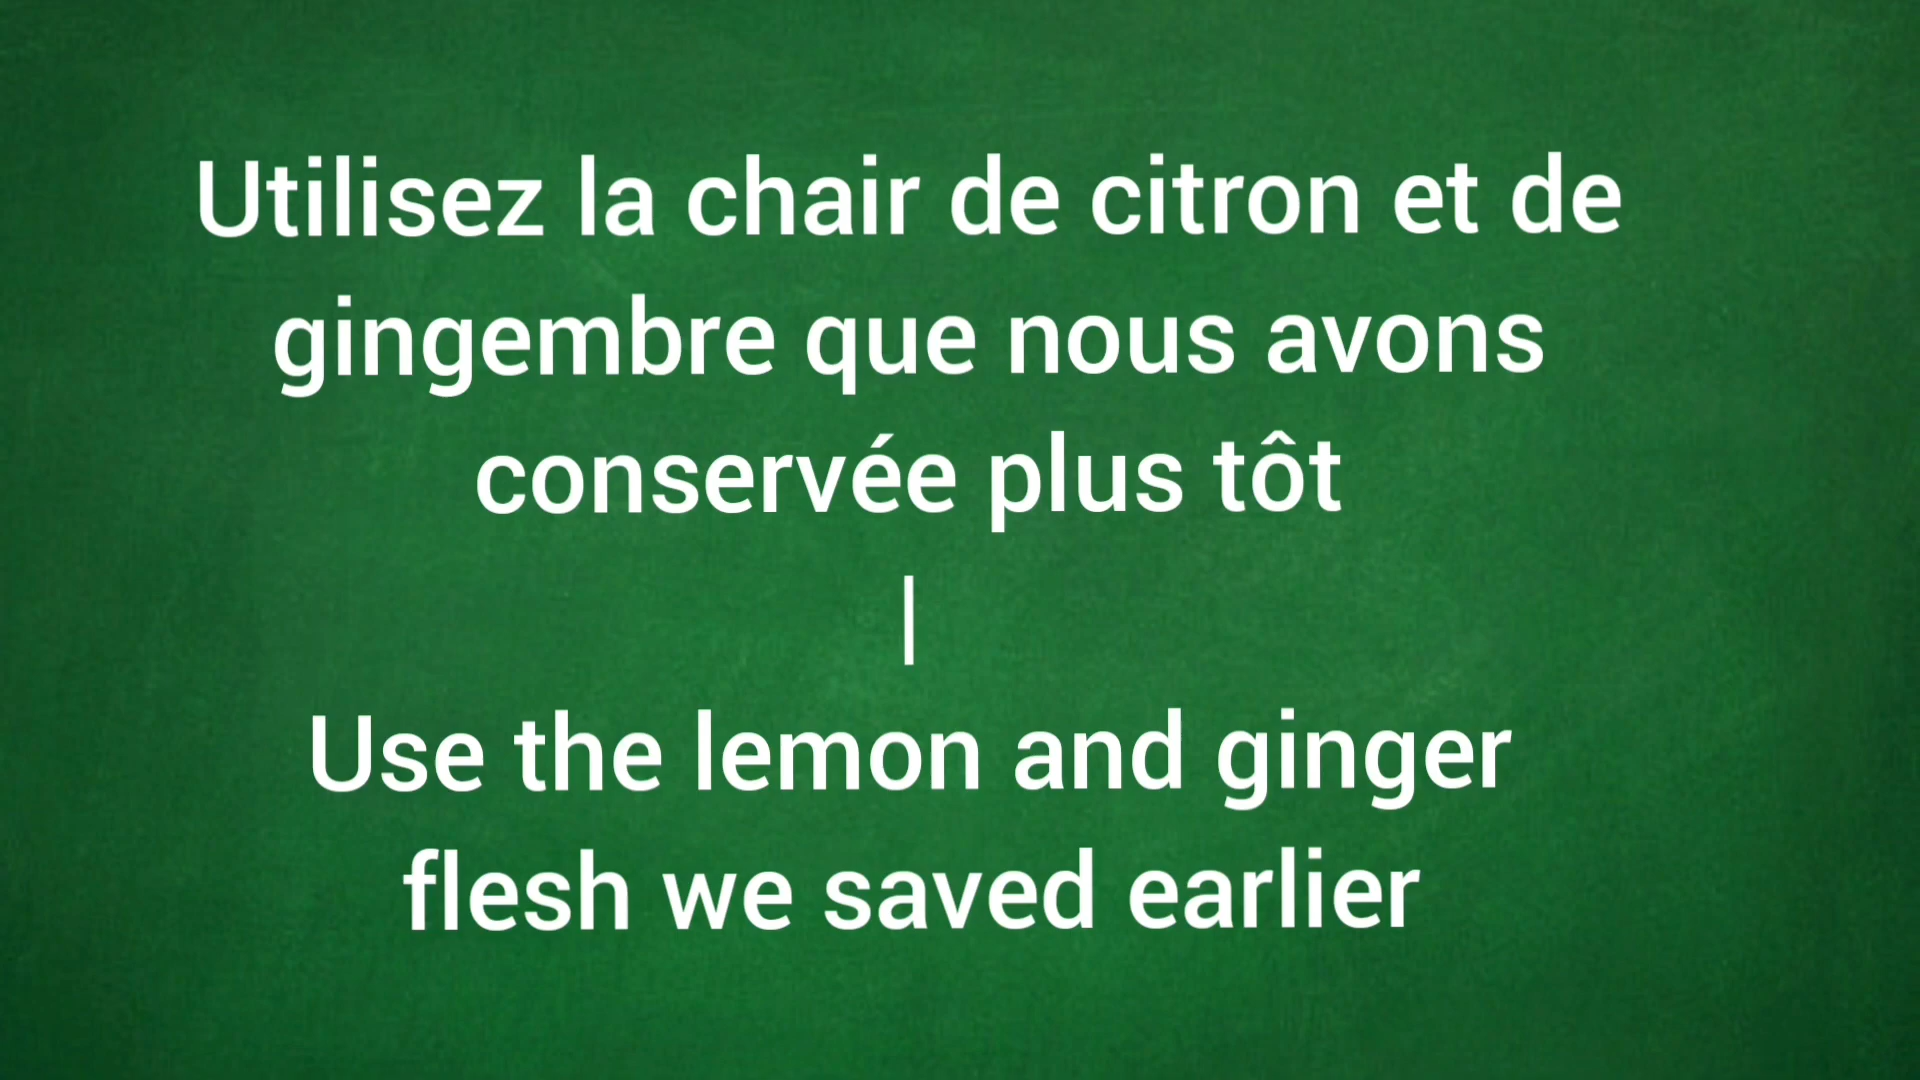 Utilisez la chair de citron et de
gingembre que nous avons
conservée plus tôt
|
Use the lemon and ginger
flesh we saved earlier